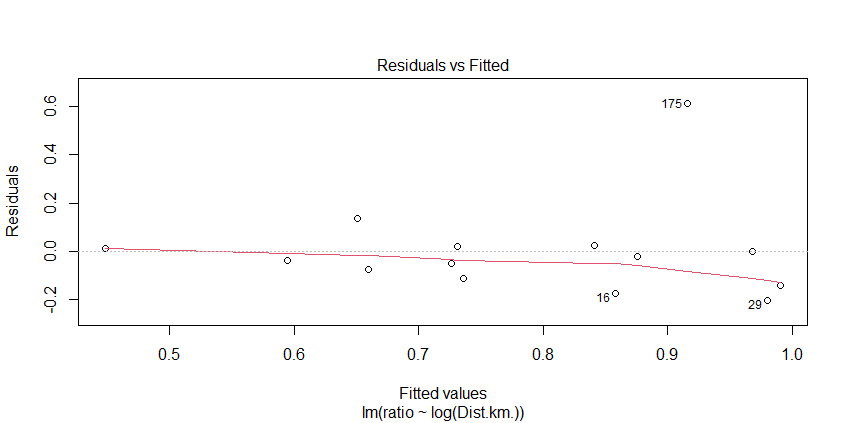 Residuals vs Fitted
Residuals
0.6
0.4
0.2
0.0
-0.2
175
16
29
0.5 0.6 0.7 0.8 0.9 1.0
Fitted values
lm(ratio ~ log(Dist.km.))